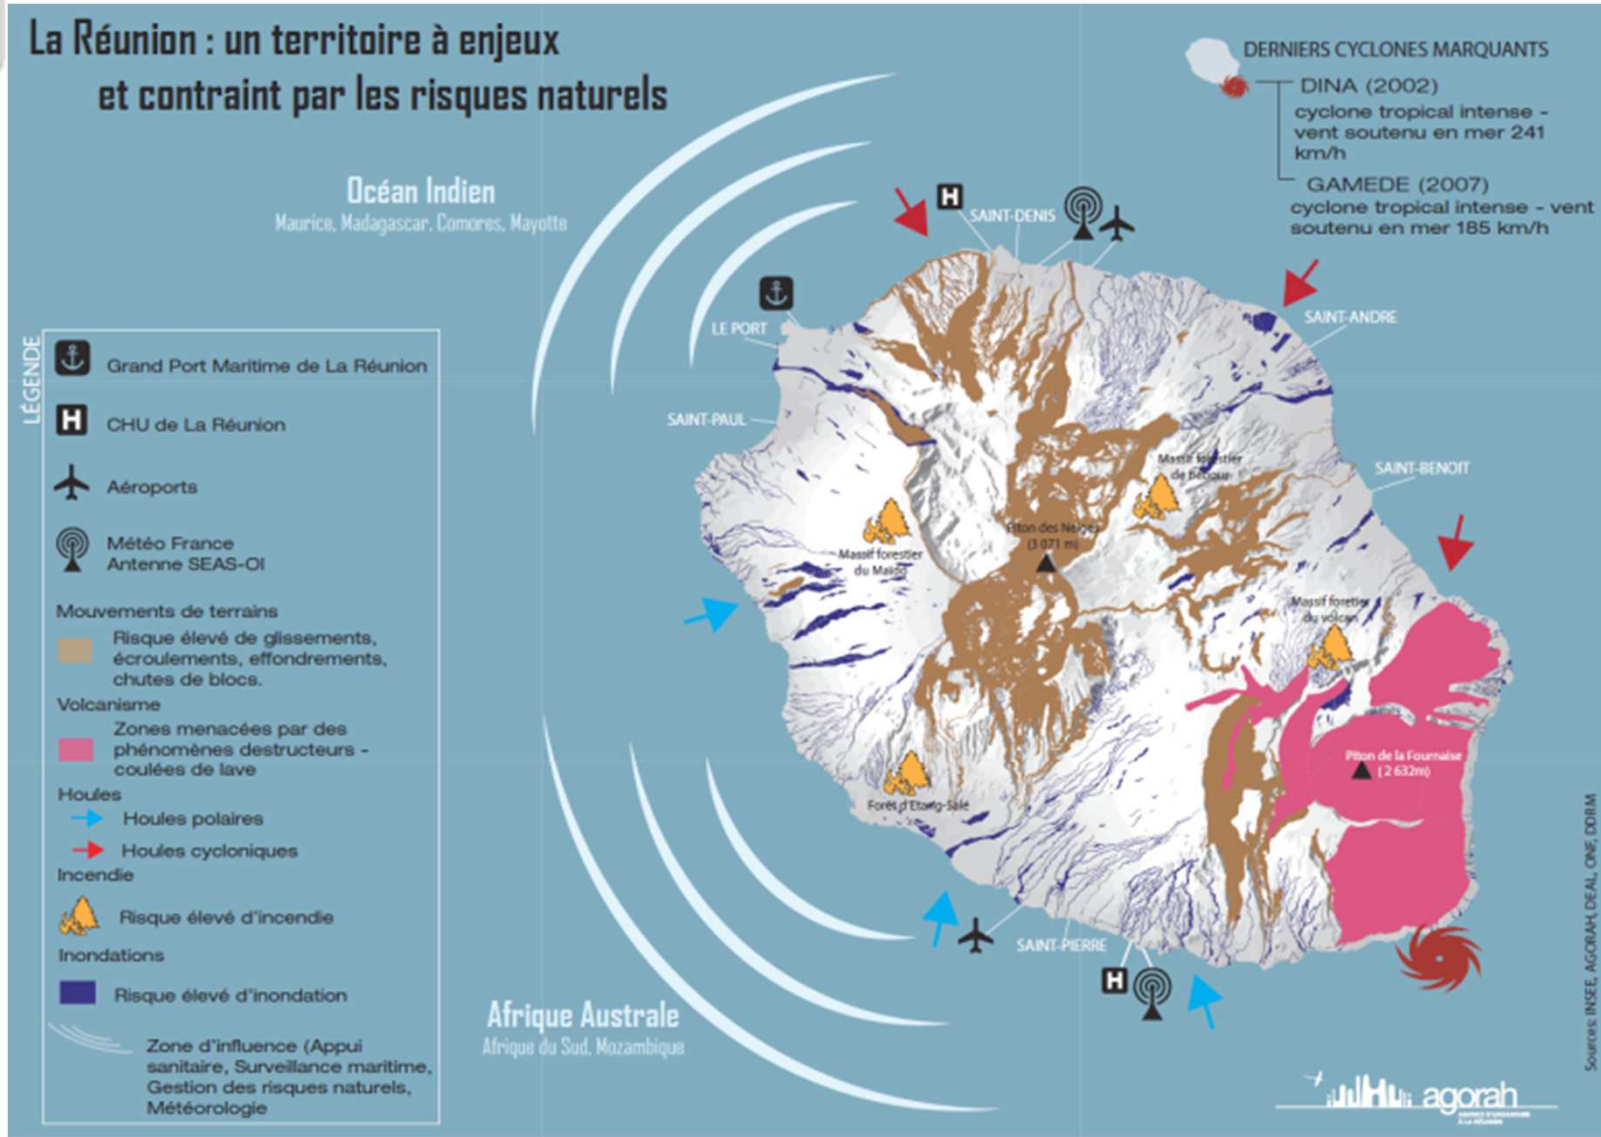 La Réunion : un territoire à enjeux
et contraint par les risques naturels
DERNIERS CYCLONES MARQUANTS
DINA (2002)
cyclone tropical intense -
vent soutenu en mer 241
km/h
GAMEDE (2007)
cyclone tropical intense - vent
soutenu en mer 185 km/h
Océan Indien
Maurice, Madagascar, Comores, Mayotte
H
SAINT-DENIS
LE PORT
SAINT-ANDRE
SAINT-PAUL
SAINT-BENOIT
Massif forestier
de Bébour
Piton des Neiges
(3 071 m)
Massif forestier
du Maïdo
Massif foretier
du volcan
Piton de la Fournaise
(2 632m)
Forêt d'Etang-Salé
SAINT-PIERRE
H
Afrique Australe
Afrique du Sud, Mozambique
LÉGENDE
Grand Port Maritime de La Réunion
H
CHU de La Réunion
Aéroports
Météo France
Antenne SEAS-OI
Mouvements de terrains
Risque élevé de glissements,
écroulements, effondrements,
chutes de blocs.
Volcanisme
Zones menacées par des
phénomènes destructeurs -
coulées de lave
Houles
Houles polaires
Houles cycloniques
Incendie
Risque élevé d'incendie
Inondations
Risque élevé d'inondation
Zone d'influence (Appui
sanitaire, Surveillance maritime,
Gestion des risques naturels,
Météorologie
Sources: INSEE, AGORAH, DEAL, ONF, DDRM
agorah